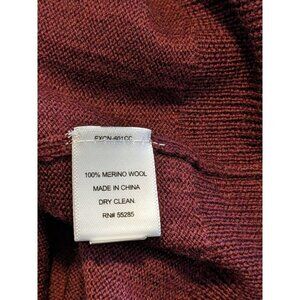 100% MERINO WOOL
MADE IN CHINA
DRY CLEAN.
RN# 55285